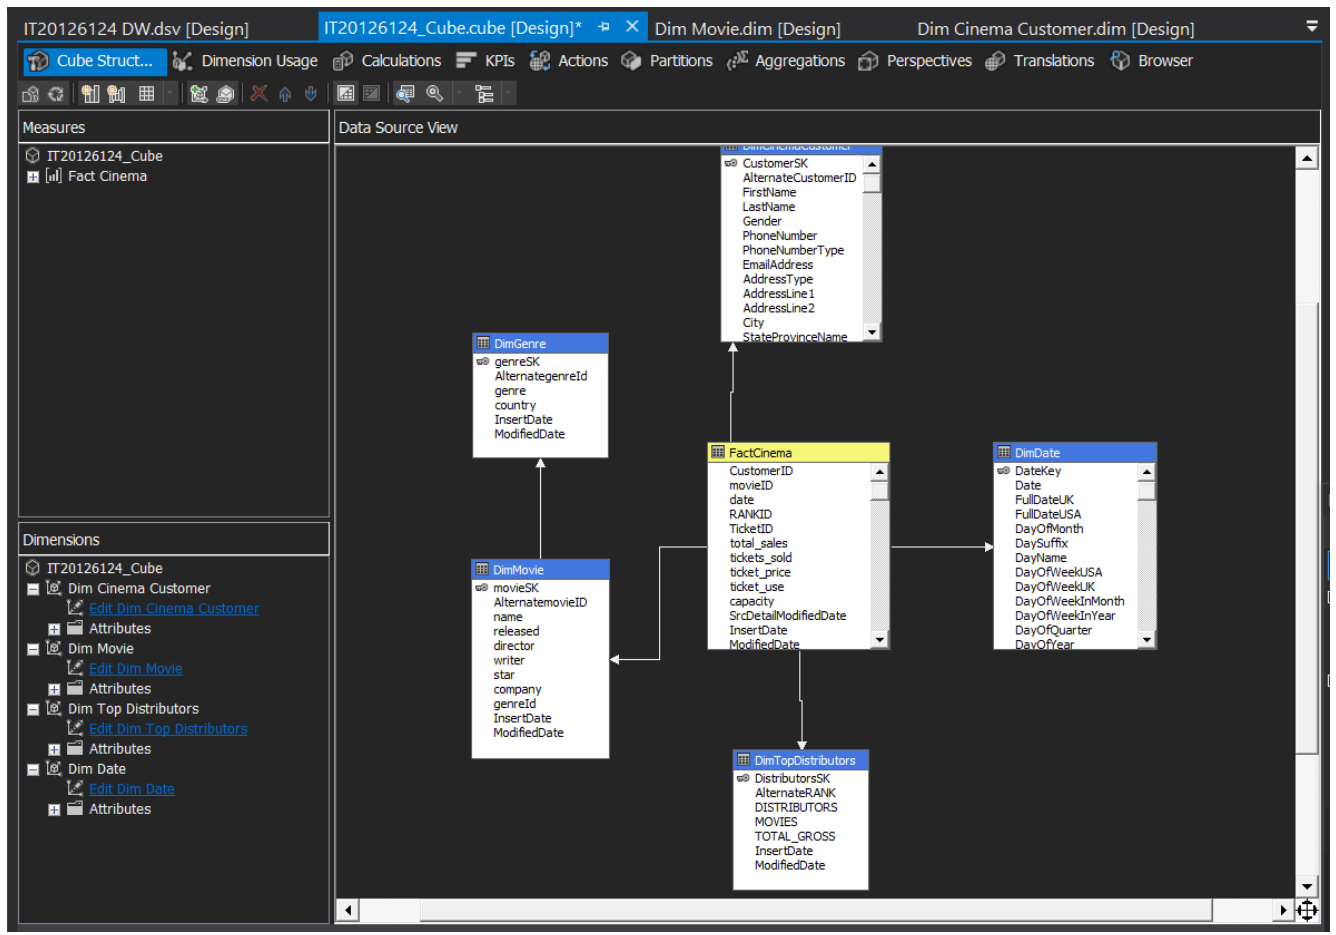 IT20126124 DW.dsv [Design]
IT20126124_Cube.cube [Design]*
Dim Movie.dim [Design]
Dim Cinema Customer.dim [Design]
Cube Struct...
Dimension Usage
Calculations
KPIs
Actions
Partitions
Aggregations
Perspectives
Translations
Browser
Measures
IT20126124_Cube
Fact Cinema
Dimensions
IT20126124_Cube
Dim Cinema Customer
Edit Dim Cinema Customer
Attributes
Dim Movie
Edit Dim Movie
Attributes
Dim Top Distributors
Edit Dim Top Distributors
Attributes
Dim Date
Edit Dim Date
Attributes
Data Source View
DimCinemaCustomer
CustomerSK
AlternateCustomerID
FirstName
LastName
Gender
PhoneNumber
PhoneNumberType
EmailAddress
AddressType
AddressLine1
AddressLine2
City
StateProvinceName
DimGenre
genreSK
AlternategenreId
genre
country
InsertDate
ModifiedDate
FactCinema
CustomerID
movieID
date
RANKID
TicketID
total_sales
tickets_sold
ticket_price
ticket_use
capacity
SrcDetailModifiedDate
InsertDate
ModifiedDate
DimDate
DateKey
Date
FullDateUK
FullDateUSA
DayOfMonth
DaySuffix
DayName
DayOfWeekUSA
DayOfWeekUK
DayOfWeekInMonth
DayOfWeekInYear
DayOfQuarter
DayOfYear
DimMovie
movieSK
AlternatemovieID
name
released
director
writer
star
company
genreId
InsertDate
ModifiedDate
DimTopDistributors
DistributorsSK
AlternateRANK
DISTRIBUTORS
MOVIES
TOTAL_GROSS
InsertDate
ModifiedDate